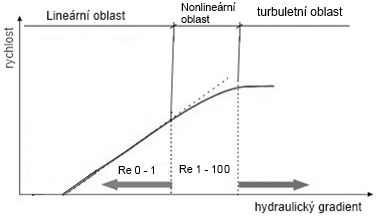 Lineární oblast
Nonlineární
oblast
turbuletní oblast
rychlost
Re 0 - 1
Re 1 - 100
hydraulický gradient